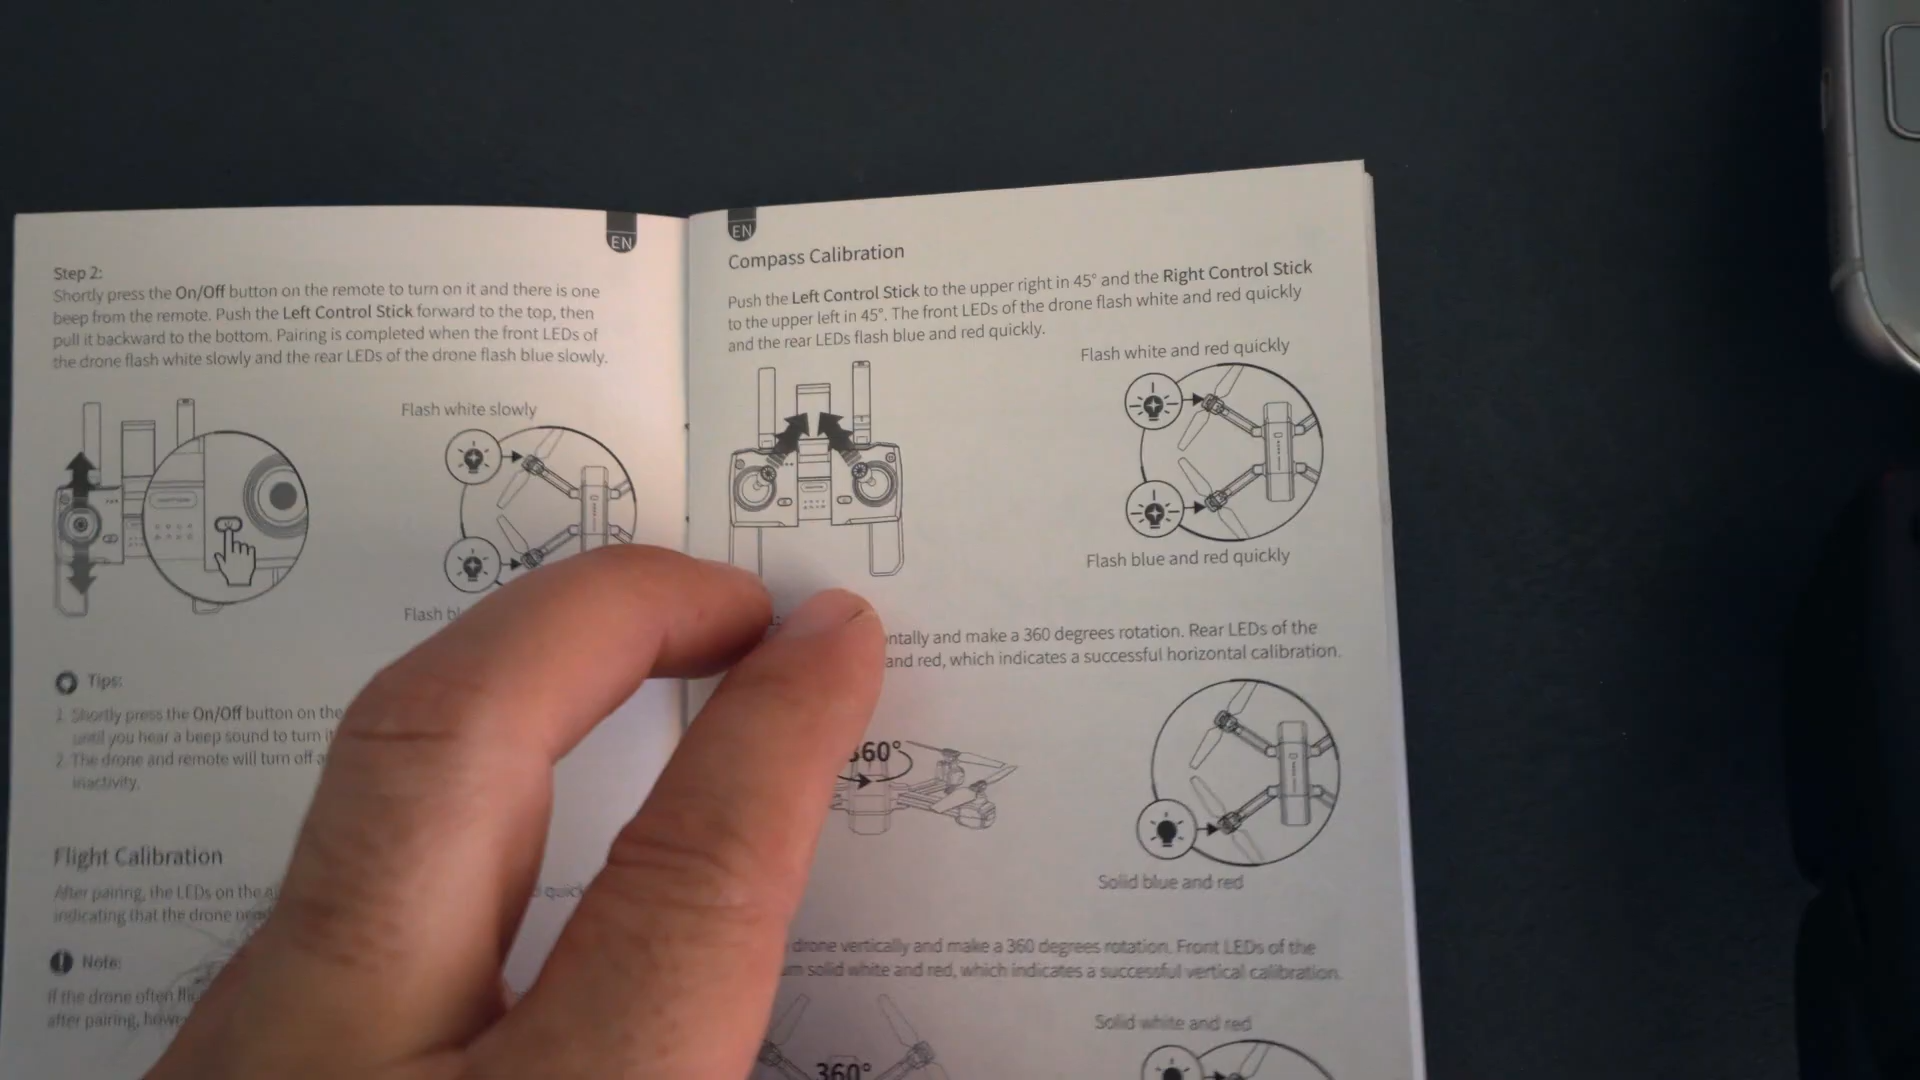 EN
Step 2:
Shortly press the On/Off button on the remote to turn on it and there is one
beep from the remote. Push the Left Control Stick forward to the top, then
pull it backward to the bottom. Pairing is completed when the front LEDs of
the drone flash white slowly and the rear LEDs of the drone flash blue slowly.
Flash white slowly
Flash
Tips:
1. Shortly press the On/Off button on the
until you hear a beep sound to turn it
2. The drone and remote will turn off
inactivity.
Flight Calibration
After pairing, the LEDs on the
indicating that the drone
Note:
If the drone often
after pairing,
EN
Compass Calibration
Push the Left Control Stick to the upper right in 45° and the Right Control Stick
to the upper left in 45°. The front LEDs of the drone flash white and red quickly
and the rear LEDs flash blue and red quickly.
Flash white and red quickly
Flash blue and red quickly
and make a 360 degrees rotation. Rear LEDs of the
and red, which indicates a successful horizontal calibration.
360°
Solid blue and red
drone vertically and make a 360 degrees rotation. Front LEDs of the
solid white and red, which indicates a successful vertical calibration.
Solid white and red
360°